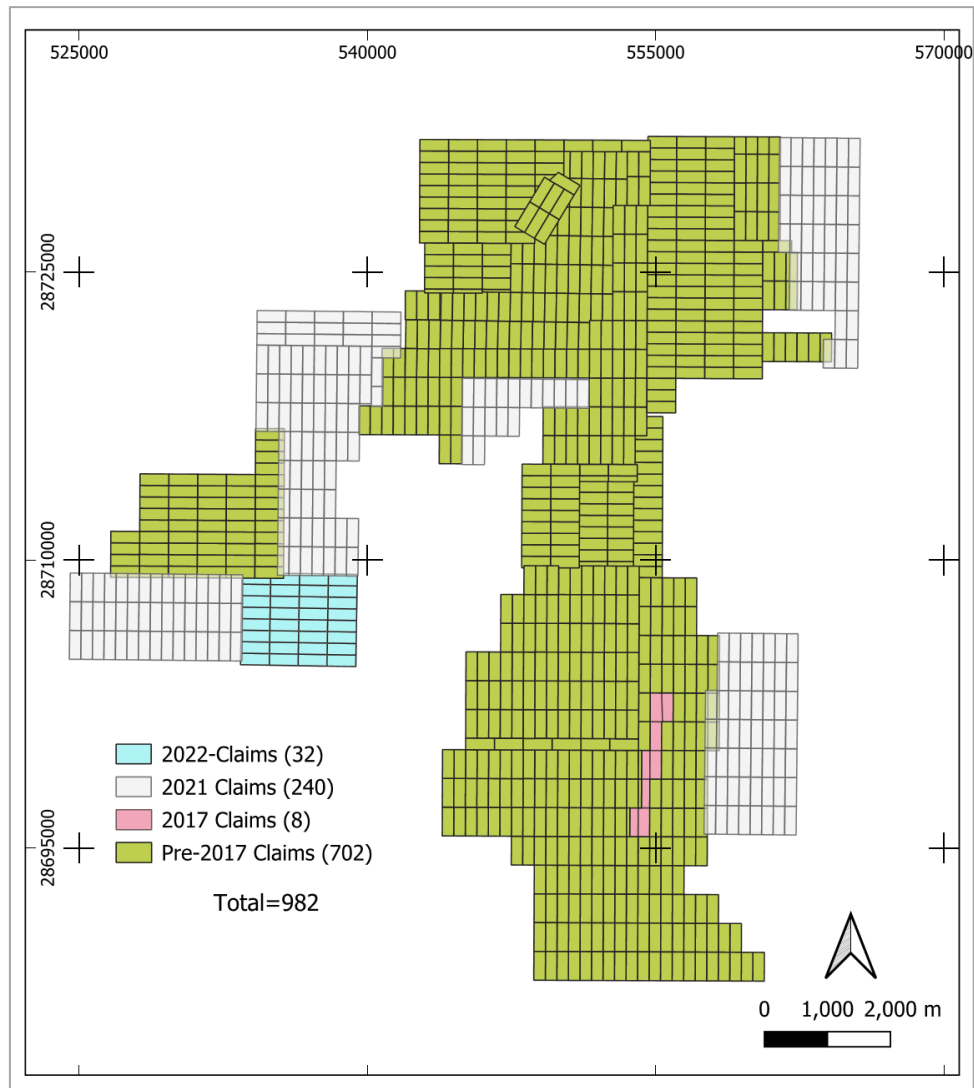 525000 540000 555000 570000
28725000
28710000
28695000
2022-Claims (32)
2021 Claims (240)
2017 Claims (8)
Pre-2017 Claims (702)
Total=982
0 1,000 2,000 m